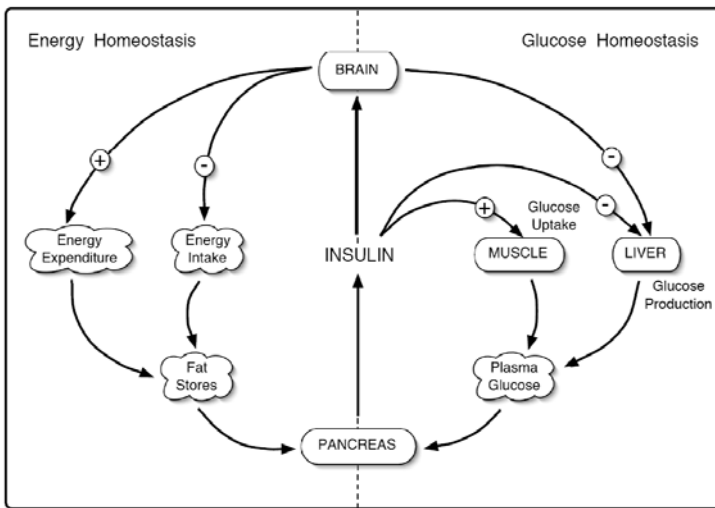 Energy Homeostasis
Glucose Homeostasis
BRAIN
+
-
-
-
+
Glucose
Uptake
Energy
Expenditure
Energy
Intake
INSULIN
MUSCLE
LIVER
Glucose
Production
Fat
Stores
Plasma
Glucose
PANCREAS